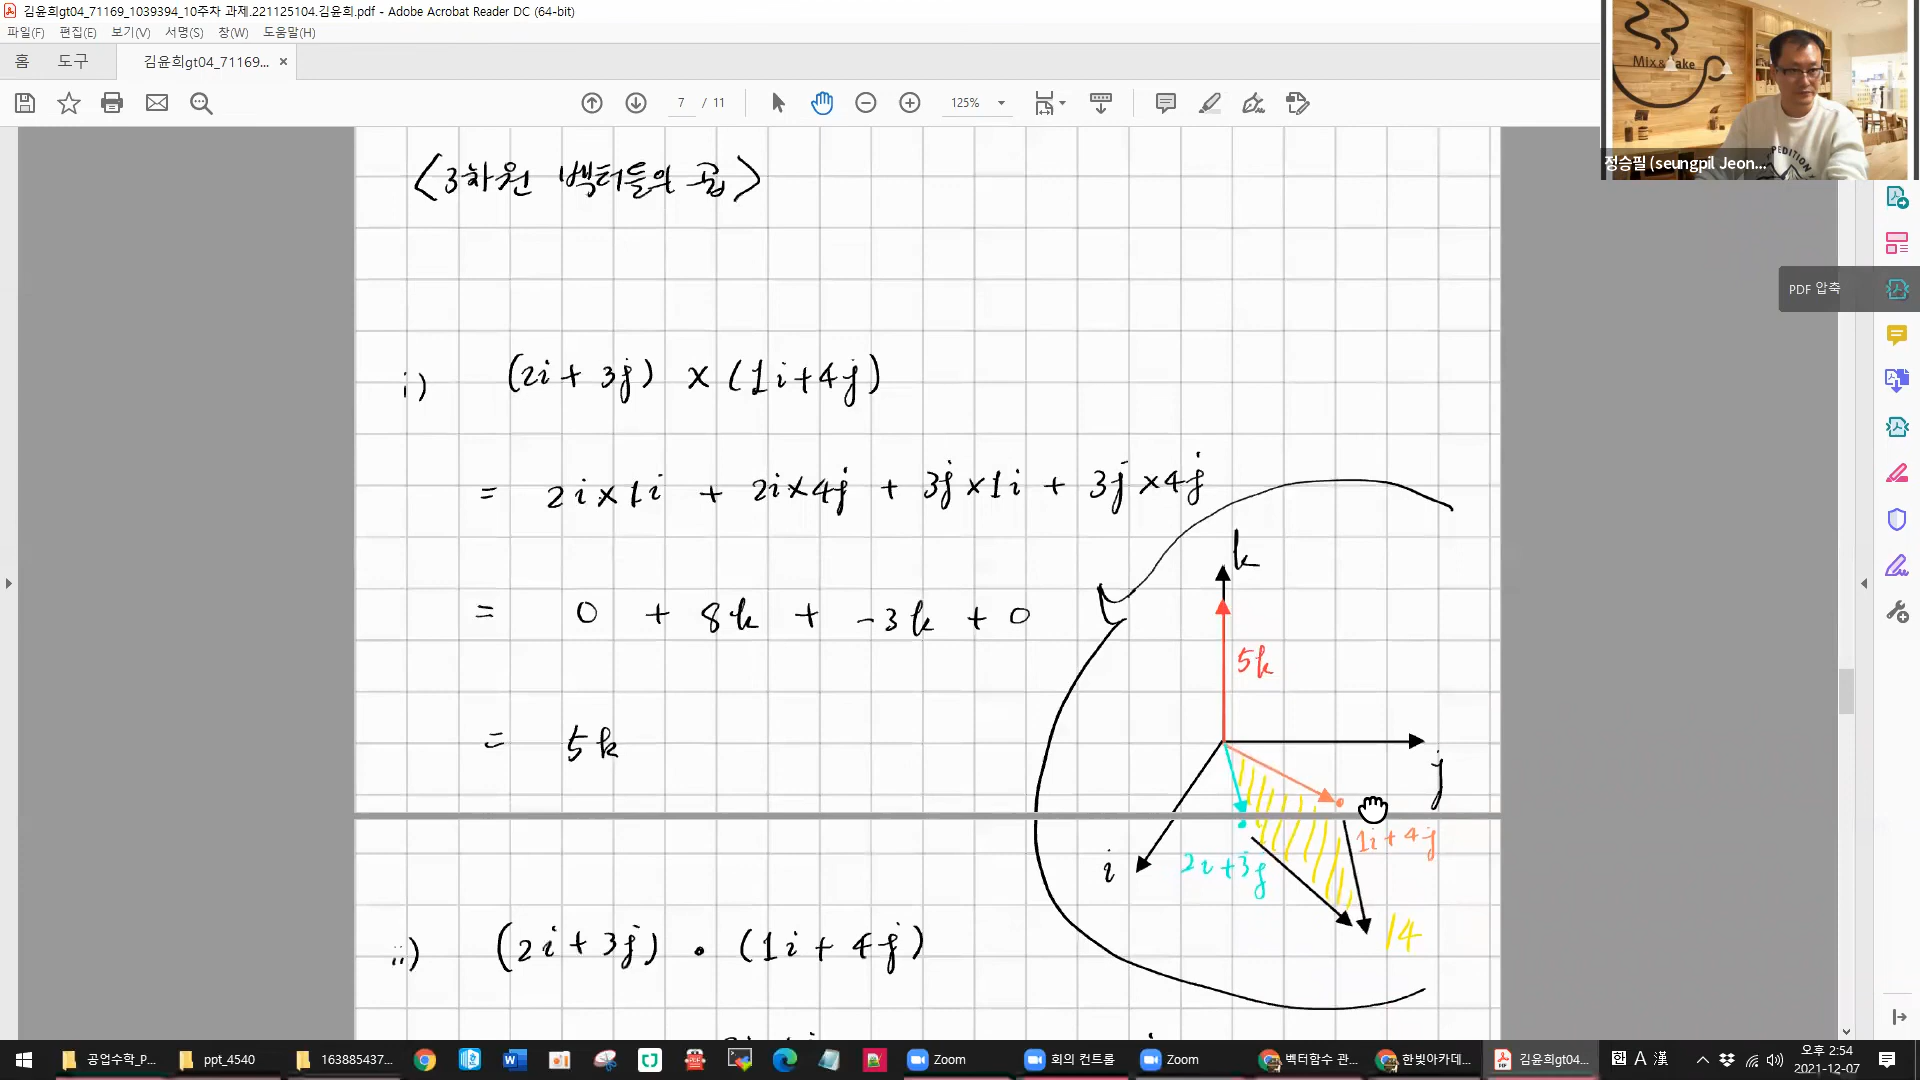 김윤희gt04_71169_1039394_10주차 과제.221125104.김윤희.pdf - Adobe Acrobat Reader DC (64-bit)
파일(F) 편집(E) 보기(V) 서명(S) 창(W) 도움말(H)
홈 도구 김윤희gt04_71169... ×
7 / 11 125%
Mix&Bake
EPEDITION
정승필 (seungpil Jeon...
PDF 압축
<3차원 벡터들의 곱>
i) (2i + 3j) × (1i+4j)
= 2i×1i + 2i×4j + 3j×1i + 3j×4j
k
= 0 + 8k + -3k + 0
5k
= 5k
j
1i+4j
i
2i+3j
14
ii) (2i+3j) • (1i+4j)
공업수학_P... ppt_4540 163885437... Zoom 회의 컨트롤 Zoom 벡터함수 관... 한빛아카데... 김윤희gt04... 한 A 漢 오후 2:54
2021-12-07